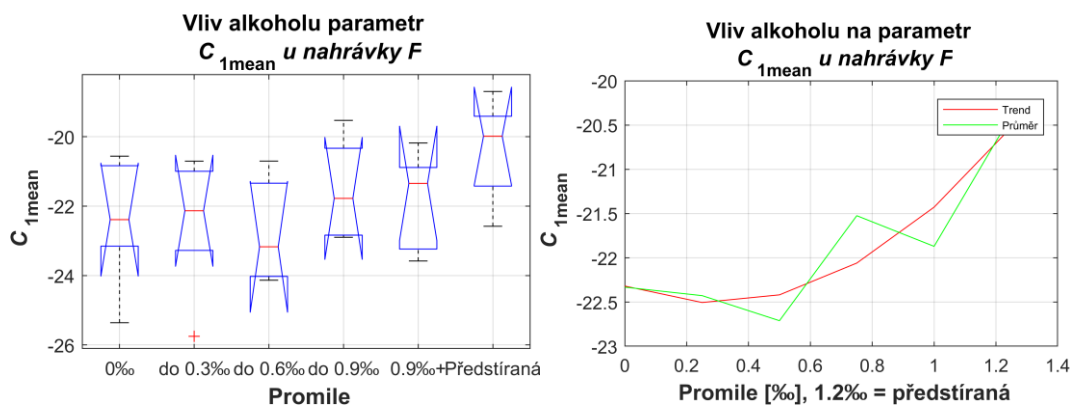 Vliv alkoholu parametr
C 1mean u nahrávky F
-20
-22
-24
-26
C 1mean
0‰ do 0.3‰ do 0.6‰ do 0.9‰ 0.9‰+Předstíraná
Promile
Vliv alkoholu na parametr
C 1mean u nahrávky F
-20
-20.5
-21
-21.5
-22
-22.5
-23
C 1mean
Trend
Průměr
0 0.2 0.4 0.6 0.8 1 1.2 1.4
Promile [‰], 1.2‰ = předstíraná